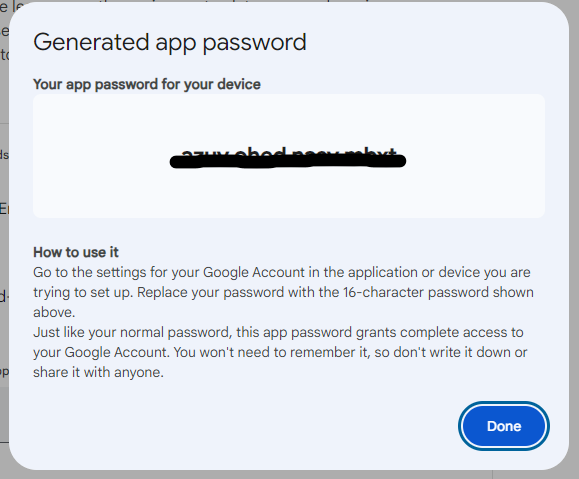 Generated app password
Your app password for your device
How to use it
Go to the settings for your Google Account in the application or device you are
trying to set up. Replace your password with the 16-character password shown
above.
Just like your normal password, this app password grants complete access to
your Google Account. You won't need to remember it, so don't write it down or
share it with anyone.
Done